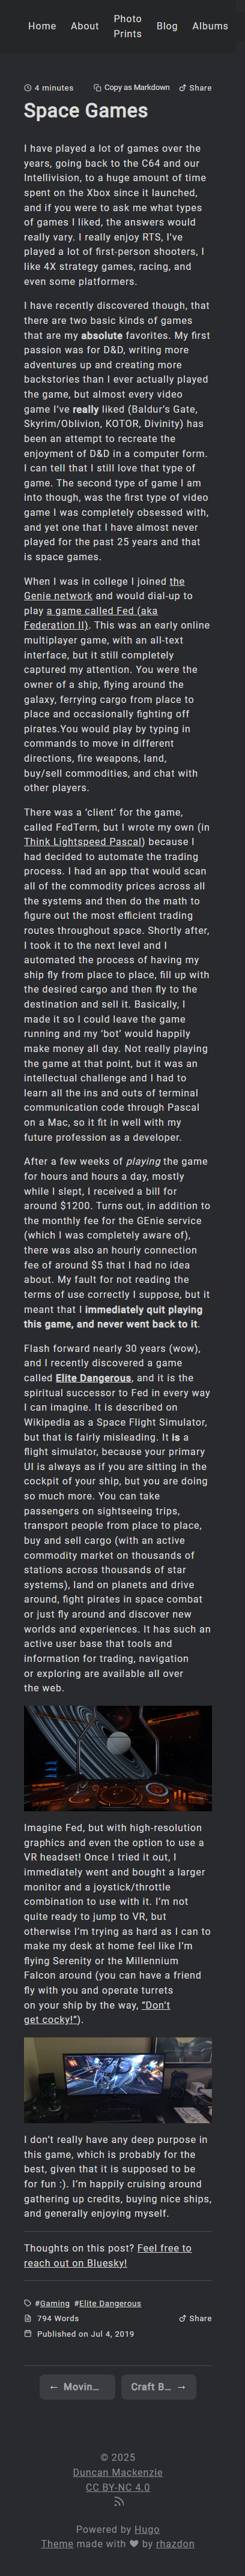 Home About Photo Prints Blog Albums
4 minutes Copy as Markdown Share
Space Games
I have played a lot of games over the
years, going back to the C64 and our
Intellivision, to a huge amount of time
spent on the Xbox since it launched,
and if you were to ask me what types
of games I liked, the answers would
really vary. I really enjoy RTS, I've
played a lot of first-person shooters, I
like 4X strategy games, racing, and
even some platformers.
I have recently discovered though, that
there are two basic kinds of games
that are my absolute favorites. My first
passion was for D&D, writing more
adventures up and creating more
backstories than I ever actually played
the game, but almost every video
game I've really liked (Baldur's Gate,
Skyrim/Oblivion, KOTOR, Divinity) has
been an attempt to recreate the
enjoyment of D&D in a computer form.
I can tell that I still love that type of
game. The second type of game I am
into though, was the first type of video
game I was completely obsessed with,
and yet one that I have almost never
played for the past 25 years and that
is space games.
When I was in college I joined the
Genie network and would dial-up to
play a game called Fed (aka
Federation II). This was an early online
multiplayer game, with an all-text
interface, but it still completely
captured my attention. You were the
owner of a ship, flying around the
galaxy, ferrying cargo from place to
place and occasionally fighting off
pirates.You would play by typing in
commands to move in different
directions, fire weapons, land,
buy/sell commodities, and chat with
other players.
There was a 'client' for the game,
called FedTerm, but I wrote my own (in
Think Lightspeed Pascal) because I
had decided to automate the trading
process. I had an app that would scan
all of the commodity prices across all
the systems and then do the math to
figure out the most efficient trading
routes throughout space. Shortly after,
I took it to the next level and I
automated the process of having my
ship fly from place to place, fill up with
the desired cargo and then fly to the
destination and sell it. Basically, I
made it so I could leave the game
running and my 'bot' would happily
make money all day. Not really playing
the game at that point, but it was an
intellectual challenge and I had to
learn all the ins and outs of terminal
communication code through Pascal
on a Mac, so it fit in well with my
future profession as a developer.
After a few weeks of playing the game
for hours and hours a day, mostly
while I slept, I received a bill for
around $1200. Turns out, in addition to
the monthly fee for the GEnie service
(which I was completely aware of),
there was also an hourly connection
fee of around $5 that I had no idea
about. My fault for not reading the
terms of use correctly I suppose, but it
meant that I immediately quit playing
this game, and never went back to it.
Flash forward nearly 30 years (wow),
and I recently discovered a game
called Elite Dangerous, and it is the
spiritual successor to Fed in every way
I can imagine. It is described on
Wikipedia as a Space Flight Simulator,
but that is fairly misleading. It is a
flight simulator, because your primary
UI is always as if you are sitting in the
cockpit of your ship, but you are doing
so much more. You can take
passengers on sightseeing trips,
transport people from place to place,
buy and sell cargo (with an active
commodity market on thousands of
stations across thousands of star
systems), land on planets and drive
around, fight pirates in space combat
or just fly around and discover new
worlds and experiences. It has such an
active user base that tools and
information for trading, navigation
or exploring are available all over
the web.
Imagine Fed, but with high-resolution
graphics and even the option to use a
VR headset! Once I tried it out, I
immediately went and bought a larger
monitor and a joystick/throttle
combination to use with it. I'm not
quite ready to jump to VR, but
otherwise I'm trying as hard as I can to
make my desk at home feel like I'm
flying Serenity or the Millennium
Falcon around (you can have a friend
fly with you and operate turrets
on your ship by the way, "Don't
get cocky!").
I don't really have any deep purpose in
this game, which is probably for the
best, given that it is supposed to be
for fun :). I'm happily cruising around
gathering up credits, buying nice ships,
and generally enjoying myself.
Thoughts on this post? Feel free to
reach out on Bluesky!
#Gaming #Elite Dangerous
794 Words Share
Published on Jul 4, 2019
← Movin... Craft B... →
© 2025
Duncan Mackenzie
CC BY-NC 4.0
Powered by Hugo
Theme made with ❤ by rhazdon